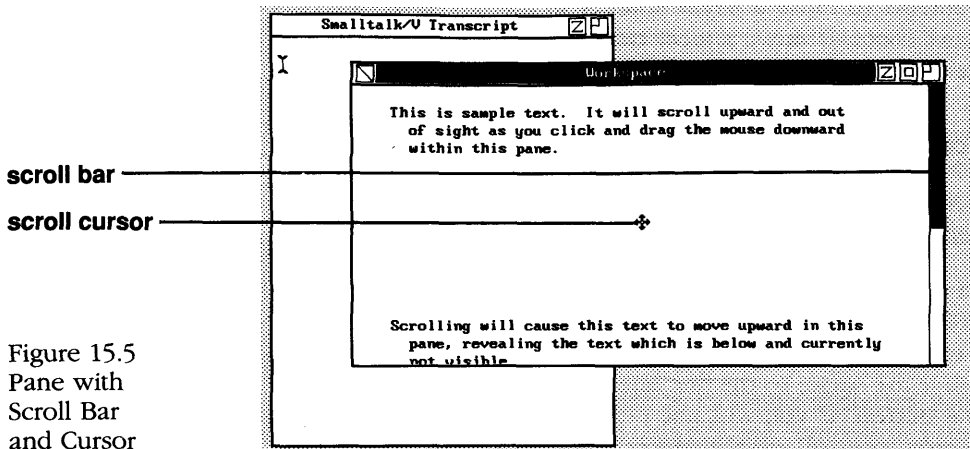 Smalltalk/V Transcript
Z
Workspace
Z
This is sample text.  It will scroll upward and out
of sight as you click and drag the mouse downward
within this pane.
scroll bar
scroll cursor
Scrolling will cause this text to move upward in this
pane, revealing the text which is below and currently
not visible
Figure 15.5
Pane with
Scroll Bar
and Cursor